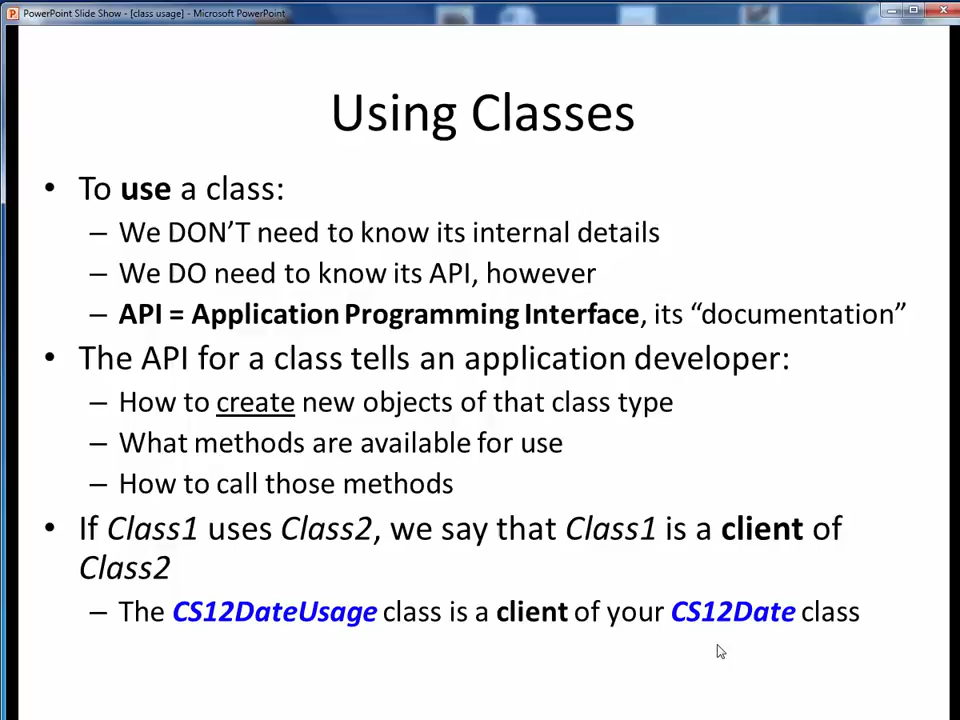 PowerPoint Slide Show - [class usage] - Microsoft PowerPoint
Using Classes
• To use a class:
– We DON’T need to know its internal details
– We DO need to know its API, however
– API = Application Programming Interface, its “documentation”
• The API for a class tells an application developer:
– How to create new objects of that class type
– What methods are available for use
– How to call those methods
• If Class1 uses Class2, we say that Class1 is a client of
Class2
– The CS12DateUsage class is a client of your CS12Date class